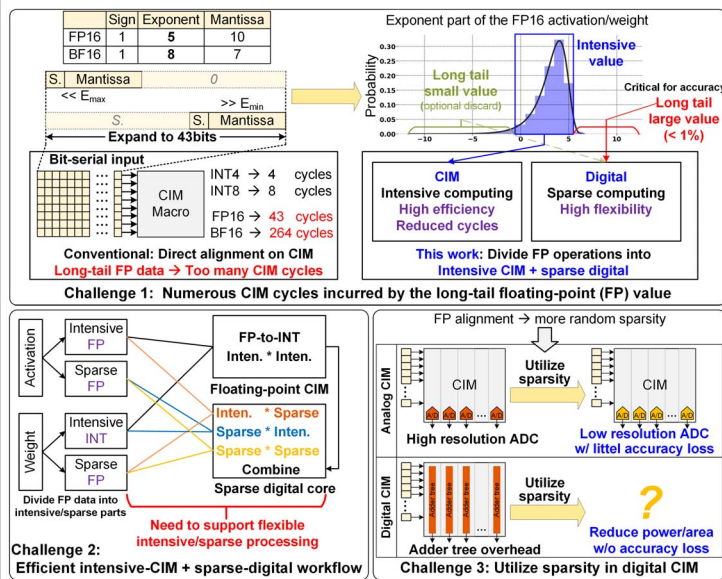 Sign Exponent Mantissa
FP16 1 5 10
BF16 1 8 7
S. Mantissa 0
<< Emax
>> Emin
S. S. Mantissa
Expand to 43bits
Bit-serial input
CIM
Macro
INT4 → 4 cycles
INT8 → 8 cycles
FP16 → 43 cycles
BF16 → 264 cycles
Conventional: Direct alignment on CIM
Long-tail FP data → Too many CIM cycles
Exponent part of the FP16 activation/weight
Probability
0.30
0.25
0.20
0.15
0.10
0.05
0.00
-10 -5 0 5 10
Intensive
value
Long tail
small value
(optional discard)
Critical for accuracy
Long tail
large value
(< 1%)
CIM
Intensive computing
High efficiency
Reduced cycles
Digital
Sparse computing
High flexibility
This work: Divide FP operations into
Intensive CIM + sparse digital
Challenge 1: Numerous CIM cycles incurred by the long-tail floating-point (FP) value
Activation
Intensive
FP
Sparse
FP
Weight
Intensive
INT
Sparse
FP
Divide FP data into
intensive/sparse parts
FP-to-INT
Inten. * Inten.
Floating-point CIM
Inten. * Sparse
Sparse * Inten.
Sparse * Sparse
Combine
Sparse digital core
Need to support flexible
intensive/sparse processing
Challenge 2:
Efficient intensive-CIM + sparse-digital workflow
FP alignment → more random sparsity
Analog CIM
CIM
A/D A/D A/D ... A/D
High resolution ADC
Utilize
sparsity
CIM
A/D A/D A/D ... A/D
Low resolution ADC
w/ littel accuracy loss
Digital CIM
Adder tree Adder tree Adder tree ... Adder tree
Adder tree overhead
Utilize
sparsity
?
Reduce power/area
w/o accuracy loss
Challenge 3: Utilize sparsity in digital CIM